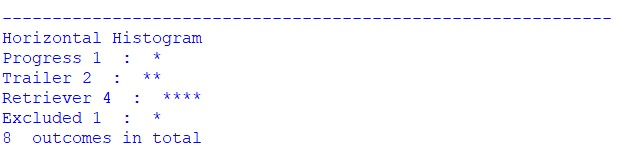 ---------------------------------------------------------------
Horizontal Histogram
Progress 1  :  *
Trailer 2  :  **
Retriever 4  :  ****
Excluded 1  :  *
8  outcomes in total